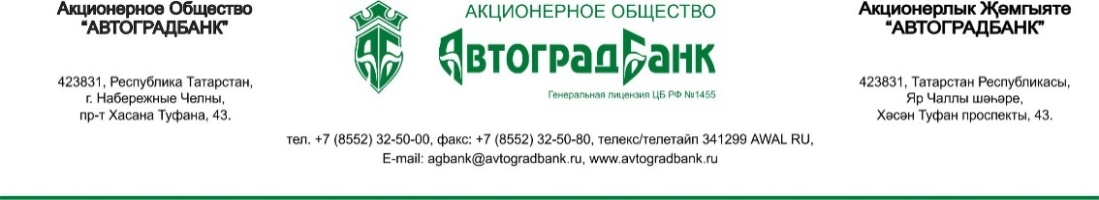 Акционерное Общество
“АВТОГРАДБАНК”
423831, Республика Татарстан,
г. Набережные Челны,
пр-т Хасана Туфана, 43.
АБ
АКЦИОНЕРНОЕ ОБЩЕСТВО
АВТОГРАДБАНК
Генеральная лицензия ЦБ РФ №1455
Акционерлык Җәмгыяте
“АВТОГРАДБАНК”
423831, Татарстан Республикасы,
Яр Чаллы шәһәре,
Хәсән Туфан проспекты, 43.
тел. +7 (8552) 32-50-00, факс: +7 (8552) 32-50-80, телекс/телетайп 341299 AWAL RU,
E-mail: agbank@avtogradbank.ru, www.avtogradbank.ru